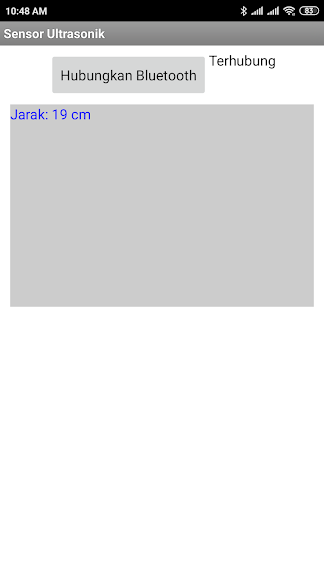 10:48 AM
83
Sensor Ultrasonik
Hubungkan Bluetooth
Terhubung
Jarak: 19 cm